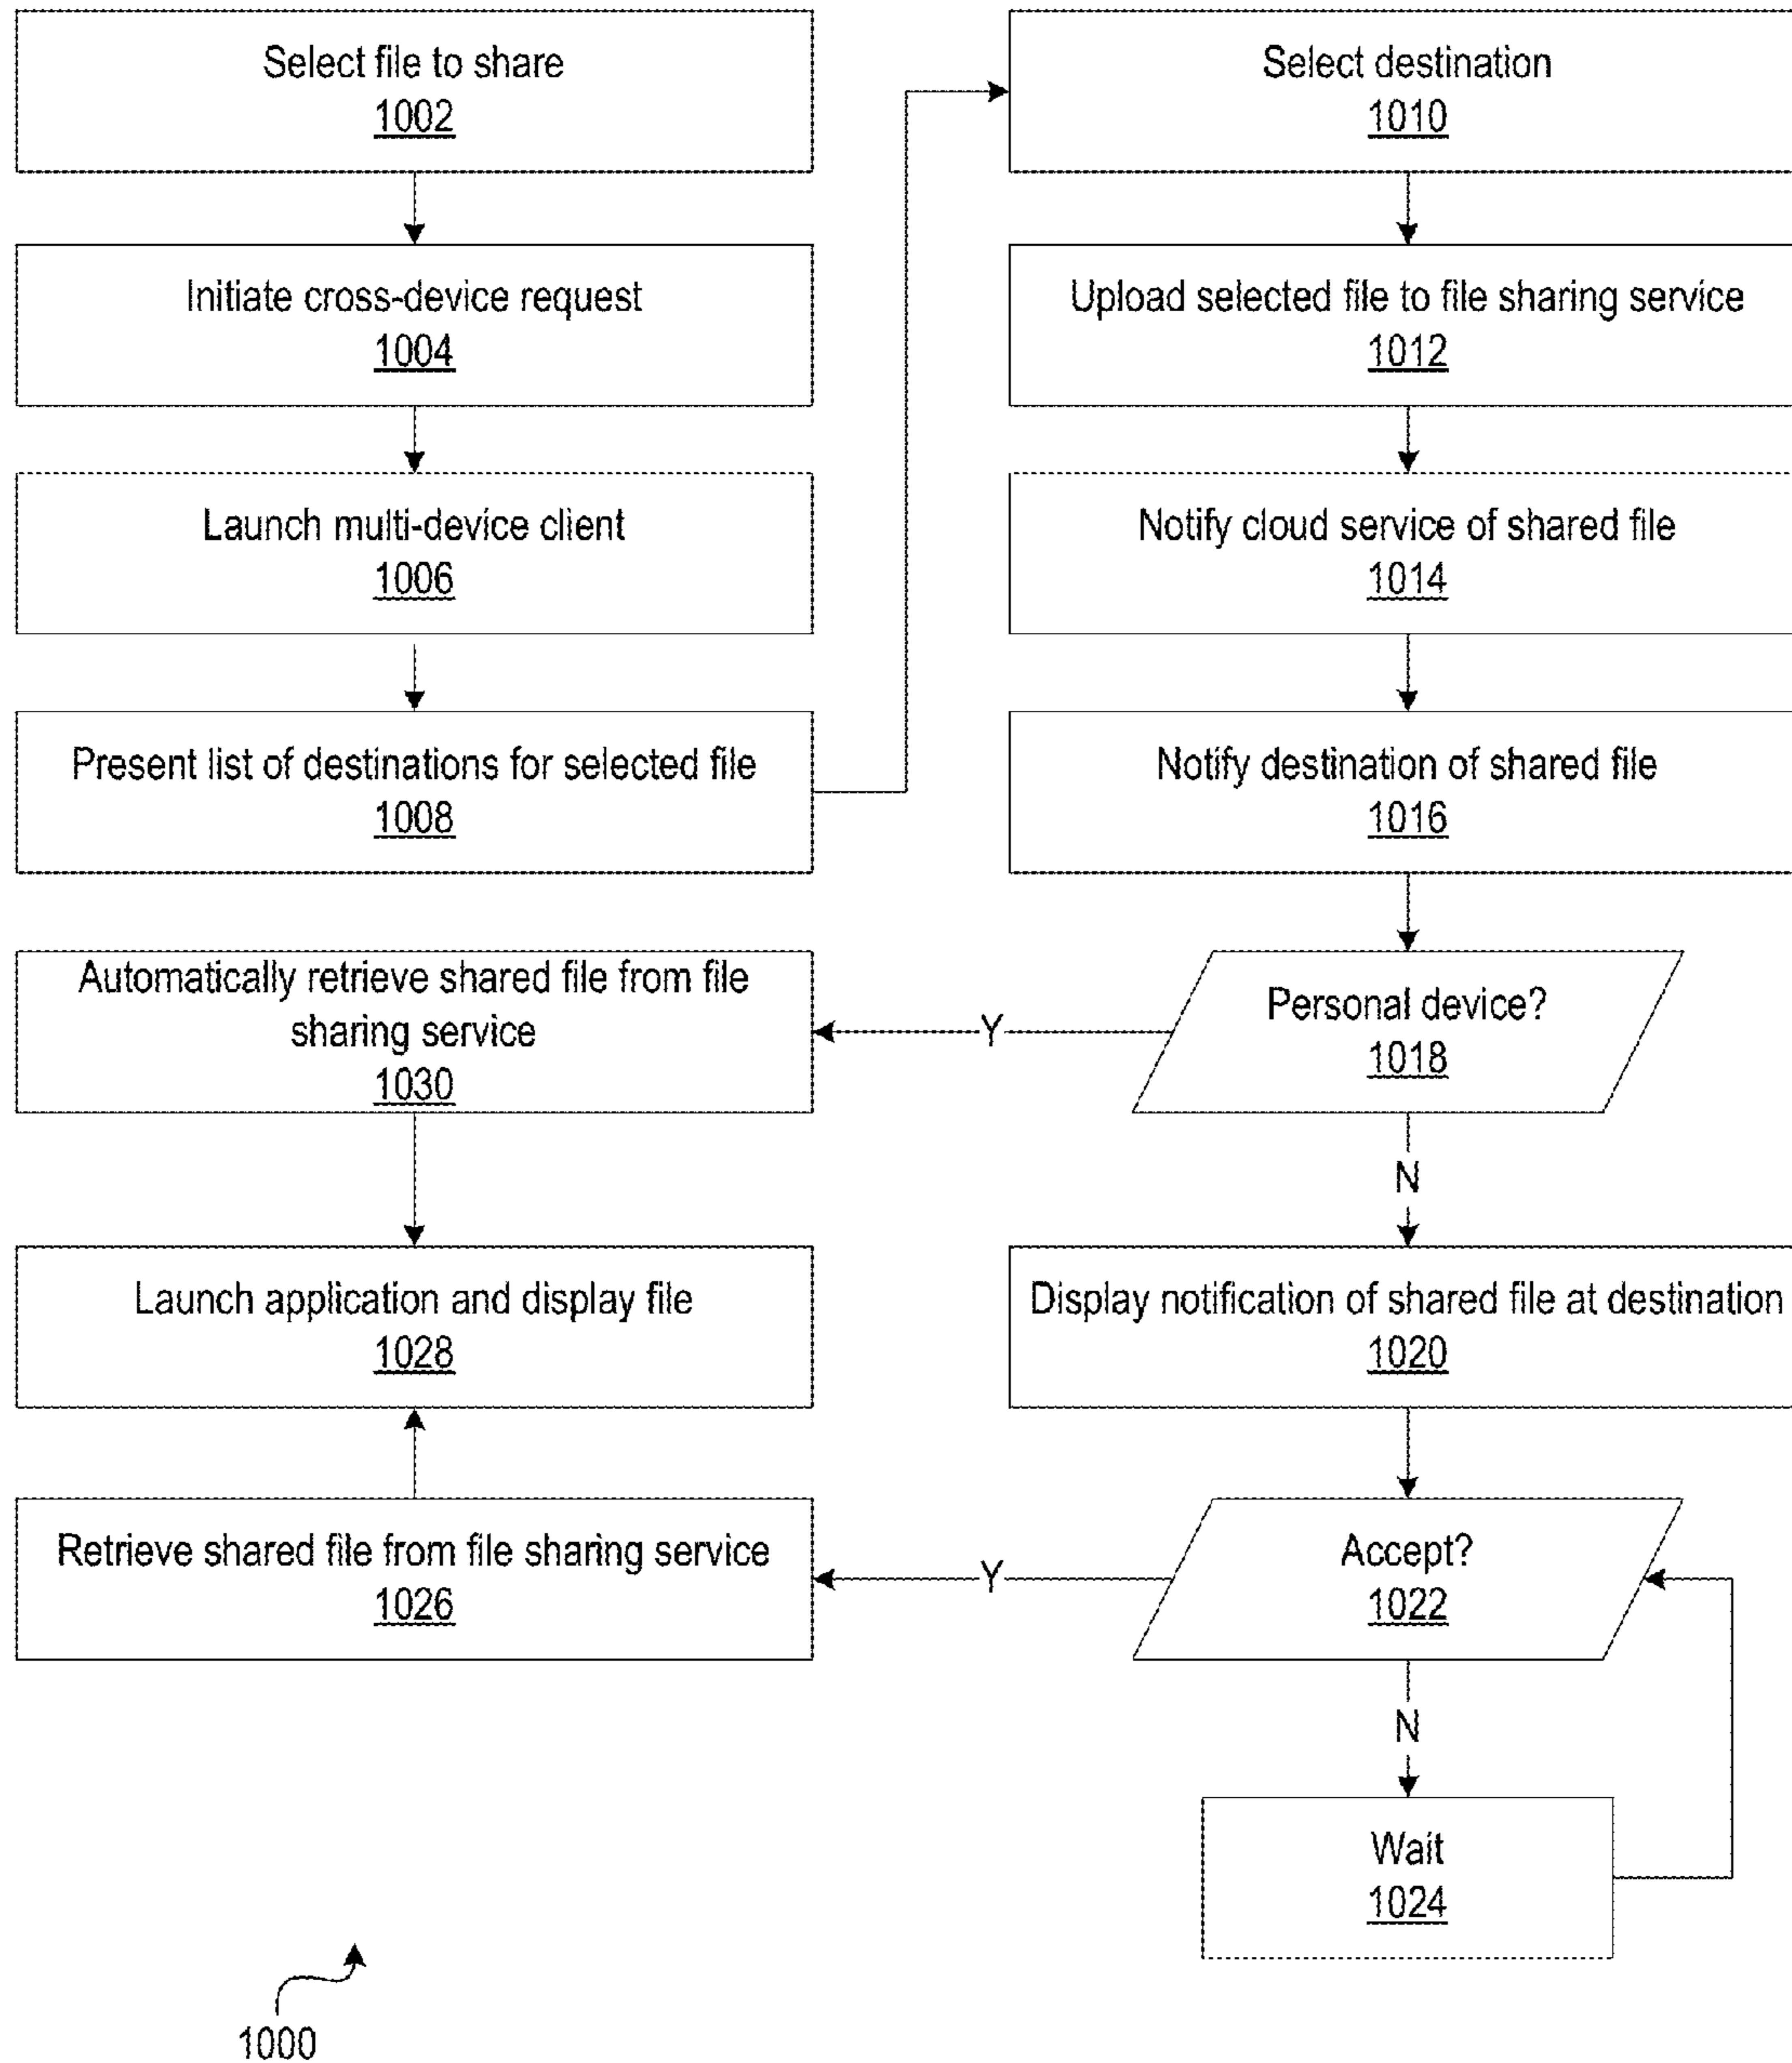 Select file to share
1002
Initiate cross-device request
1004
Launch multi-device client
1006
Present list of destinations for selected file
1008
Select destination
1010
Upload selected file to file sharing service
1012
Notify cloud service of shared file
1014
Notify destination of shared file
1016
Personal device?
1018
Y
N
Automatically retrieve shared file from file
sharing service
1030
Launch application and display file
1028
Display notification of shared file at destination
1020
Accept?
1022
Y
N
Retrieve shared file from file sharing service
1026
Wait
1024
1000